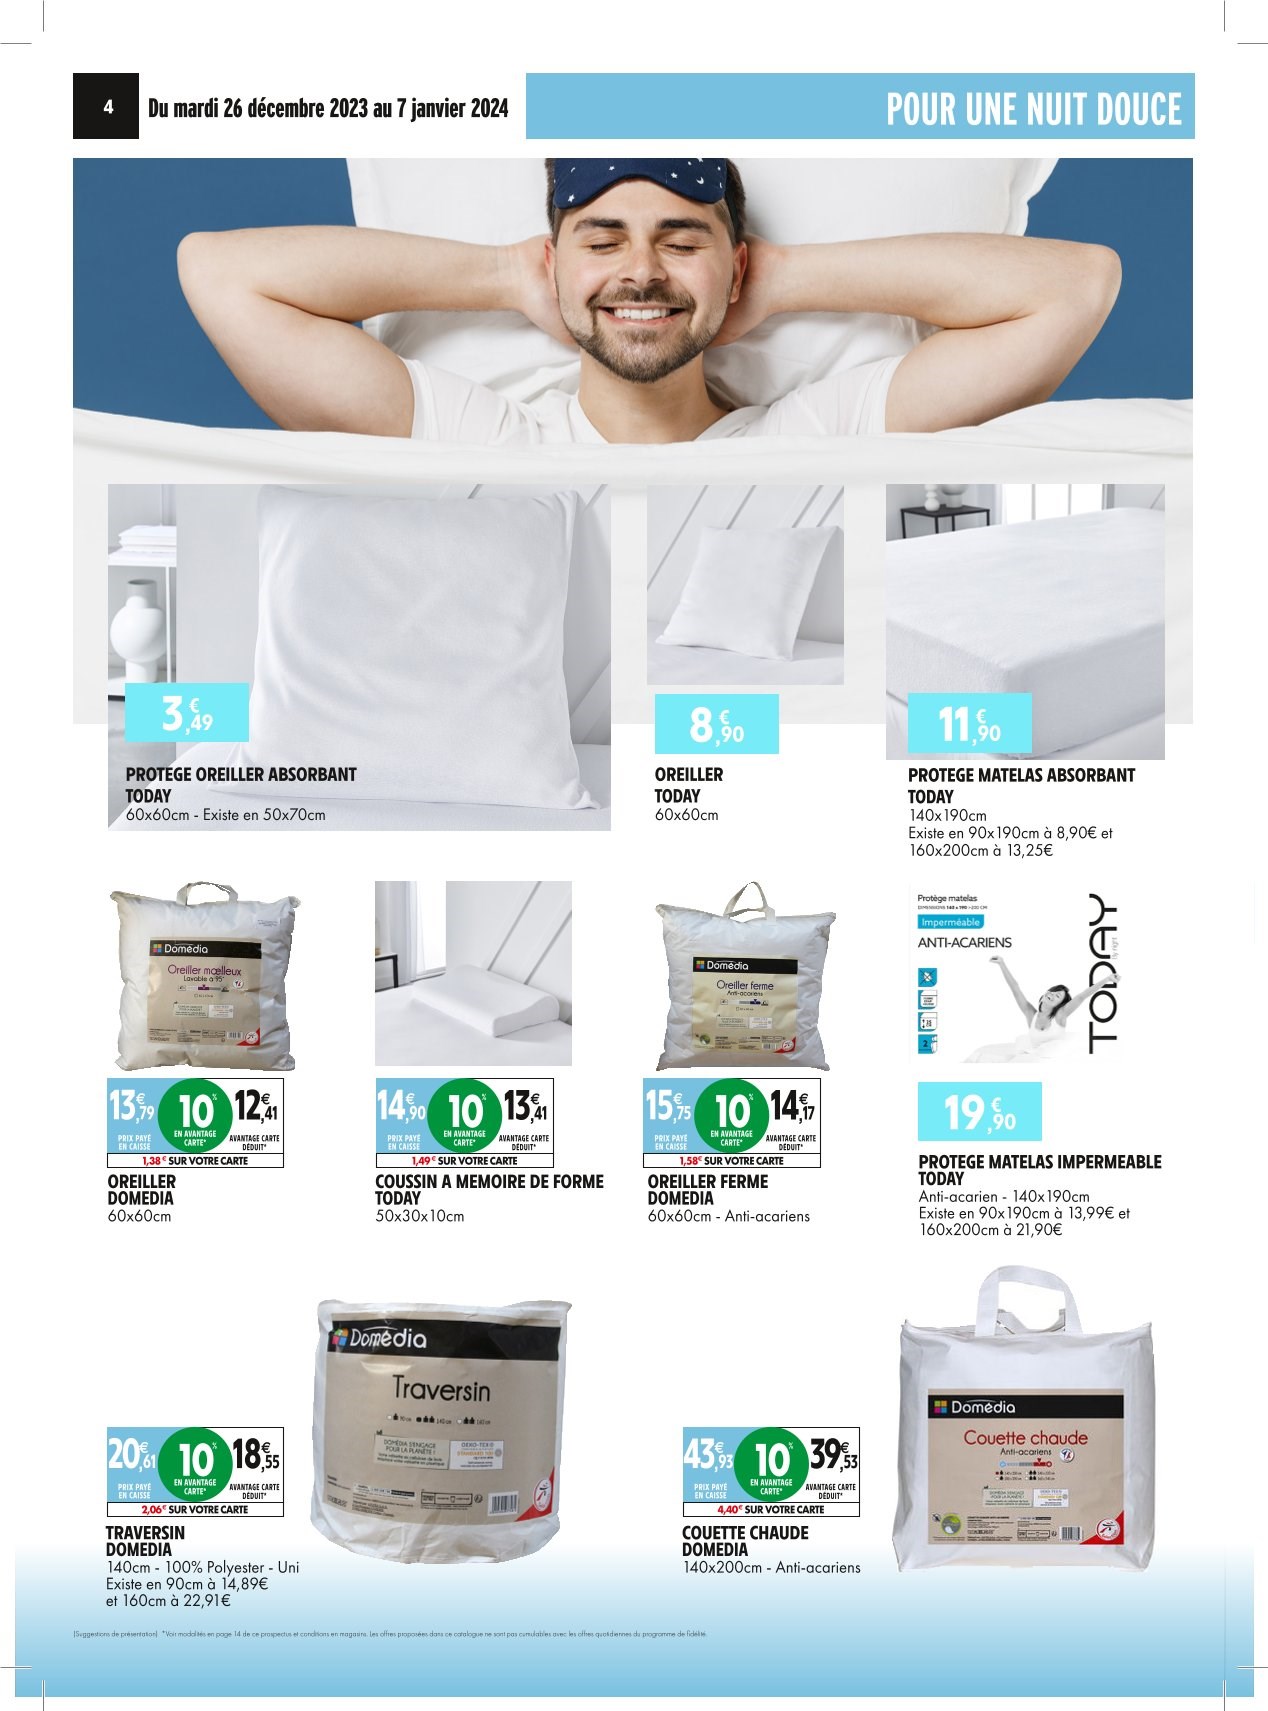 4
Du mardi 26 décembre 2023 au 7 janvier 2024
POUR UNE NUIT DOUCE
3€,49
PROTEGE OREILLER ABSORBANT
TODAY
60x60cm - Existe en 50x70cm
8€,90
OREILLER
TODAY
60x60cm
11€,90
PROTEGE MATELAS ABSORBANT
TODAY
140x190cm
Existe en 90x190cm à 8,90€ et
160x200cm à 13,25€
Domédia
Oreiller mœlleux
Lavable à 95°
13€,79
PRIX PAYÉ
EN CAISSE
10%
EN AVANTAGE
CARTE*
12€,41
AVANTAGE CARTE
DÉDUIT*
1,38€ SUR VOTRE CARTE
OREILLER
DOMEDIA
60x60cm
14€,90
PRIX PAYÉ
EN CAISSE
10%
EN AVANTAGE
CARTE*
13€,41
AVANTAGE CARTE
DÉDUIT*
1,49€ SUR VOTRE CARTE
COUSSIN A MEMOIRE DE FORME
TODAY
50x30x10cm
Domédia
Oreiller ferme
Anti-acariens
15€,75
PRIX PAYÉ
EN CAISSE
10%
EN AVANTAGE
CARTE*
14€,17
AVANTAGE CARTE
DÉDUIT*
1,58€ SUR VOTRE CARTE
OREILLER FERME
DOMEDIA
60x60cm - Anti-acariens
Protège matelas
Imperméable
ANTI-ACARIENS
TODAY
19€,90
PROTEGE MATELAS IMPERMEABLE
TODAY
Anti-acarien - 140x190cm
Existe en 90x190cm à 13,99€ et
160x200cm à 21,90€
Domédia
Traversin
DOMÉDIA S'ENGAGE
POUR LA PLANÈTE !
20€,61
PRIX PAYÉ
EN CAISSE
10%
EN AVANTAGE
CARTE*
18€,55
AVANTAGE CARTE
DÉDUIT*
2,06€ SUR VOTRE CARTE
TRAVERSIN
DOMEDIA
140cm - 100% Polyester - Uni
Existe en 90cm à 14,89€
et 160cm à 22,91€
43€,93
PRIX PAYÉ
EN CAISSE
10%
EN AVANTAGE
CARTE*
39€,53
AVANTAGE CARTE
DÉDUIT*
4,40€ SUR VOTRE CARTE
COUETTE CHAUDE
DOMEDIA
140x200cm - Anti-acariens
Domédia
Couette chaude
Anti-acariens
(Suggestions de présentation) *Voir modalités en page 14 de ce prospectus et conditions en magasins. Les offres proposées dans ce catalogue ne sont pas cumulables avec les offres quotidiennes du programme de fidélité.